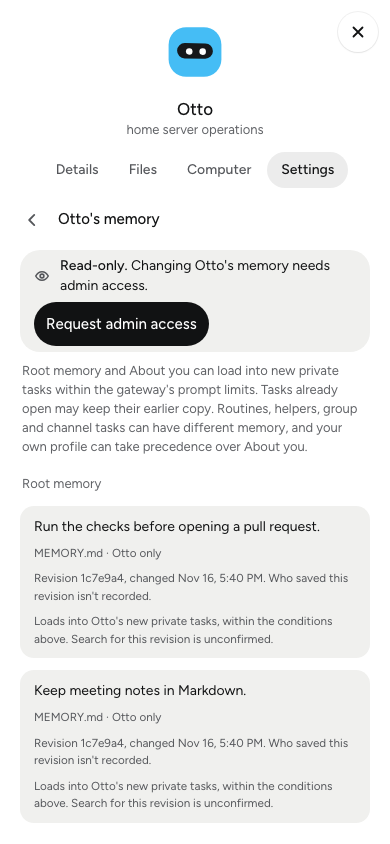 Otto
home server operations
Details Files Computer Settings
Otto's memory
Read-only. Changing Otto's memory needs
admin access.
Request admin access
Root memory and About you can load into new private
tasks within the gateway's prompt limits. Tasks already
open may keep their earlier copy. Routines, helpers, group
and channel tasks can have different memory, and your
own profile can take precedence over About you.
Root memory
Run the checks before opening a pull request.
MEMORY.md · Otto only
Revision 1c7e9a4, changed Nov 16, 5:40 PM. Who saved this
revision isn't recorded.
Loads into Otto's new private tasks, within the conditions
above. Search for this revision is unconfirmed.
Keep meeting notes in Markdown.
MEMORY.md · Otto only
Revision 1c7e9a4, changed Nov 16, 5:40 PM. Who saved this
revision isn't recorded.
Loads into Otto's new private tasks, within the conditions
above. Search for this revision is unconfirmed.